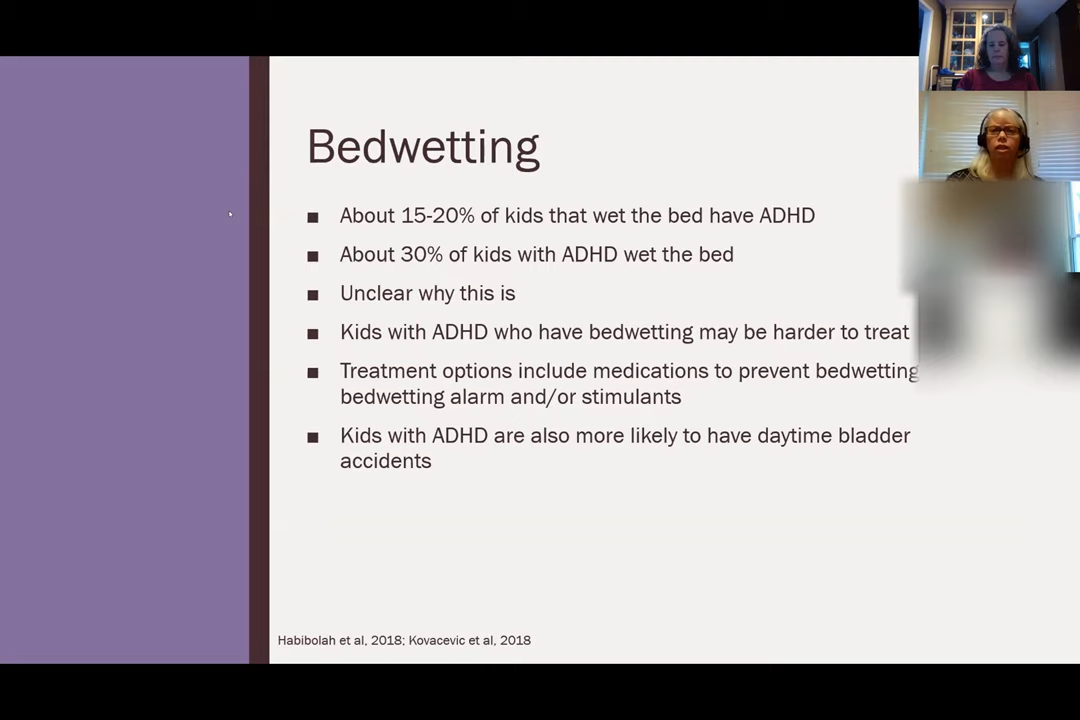 Bedwetting
■ About 15-20% of kids that wet the bed have ADHD
■ About 30% of kids with ADHD wet the bed
■ Unclear why this is
■ Kids with ADHD who have bedwetting may be harder to treat
■ Treatment options include medications to prevent bedwetting
bedwetting alarm and/or stimulants
■ Kids with ADHD are also more likely to have daytime bladder
accidents
Habibolah et al, 2018; Kovacevic et al, 2018